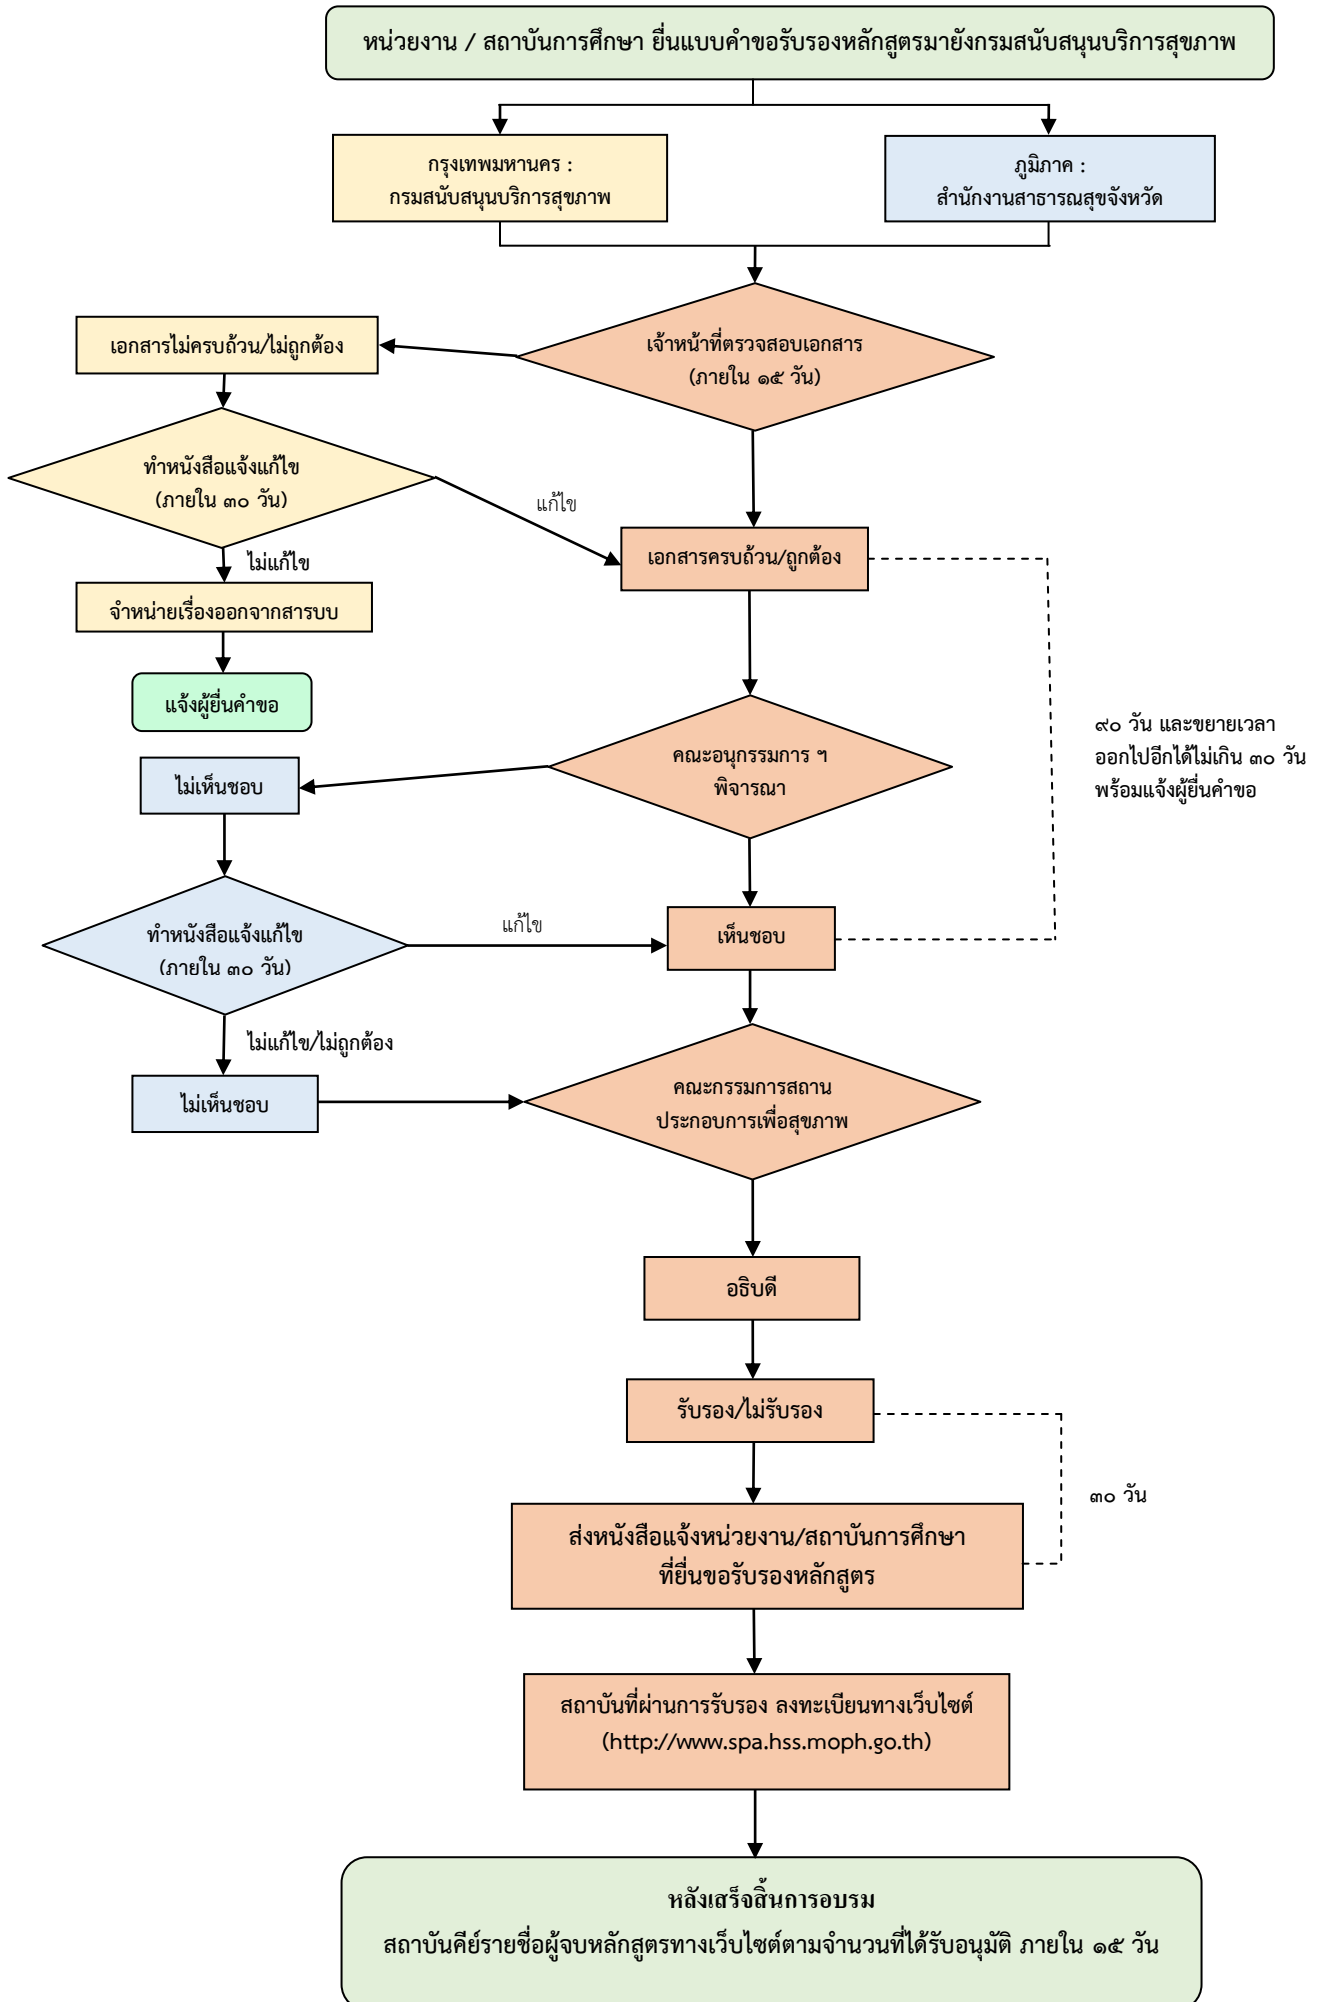 หน่วยงาน / สถาบันการศึกษา ยื่นแบบคำขอรับรองหลักสูตรมายังกรมสนับสนุนบริการสุขภาพ
กรุงเทพมหานคร :
กรมสนับสนุนบริการสุขภาพ
ภูมิภาค :
สำนักงานสาธารณสุขจังหวัด
เจ้าหน้าที่ตรวจสอบเอกสาร
(ภายใน ๑๕ วัน)
เอกสารไม่ครบถ้วน/ไม่ถูกต้อง
ทำหนังสือแจ้งแก้ไข
(ภายใน ๓๐ วัน)
แก้ไข
เอกสารครบถ้วน/ถูกต้อง
ไม่แก้ไข
จำหน่ายเรื่องออกจากสารบบ
แจ้งผู้ยื่นคำขอ
คณะอนุกรรมการ ฯ
พิจารณา
๙๐ วัน และขยายเวลา
ออกไปอีกได้ไม่เกิน ๓๐ วัน
พร้อมแจ้งผู้ยื่นคำขอ
ไม่เห็นชอบ
ทำหนังสือแจ้งแก้ไข
(ภายใน ๓๐ วัน)
แก้ไข
เห็นชอบ
ไม่แก้ไข/ไม่ถูกต้อง
ไม่เห็นชอบ
คณะกรรมการสถาน
ประกอบการเพื่อสุขภาพ
อธิบดี
รับรอง/ไม่รับรอง
๓๐ วัน
ส่งหนังสือแจ้งหน่วยงาน/สถาบันการศึกษา
ที่ยื่นขอรับรองหลักสูตร
สถาบันที่ผ่านการรับรอง ลงทะเบียนทางเว็บไซต์
(http://www.spa.hss.moph.go.th)
หลังเสร็จสิ้นการอบรม
สถาบันคีย์รายชื่อผู้จบหลักสูตรทางเว็บไซต์ตามจำนวนที่ได้รับอนุมัติ ภายใน ๑๕ วัน